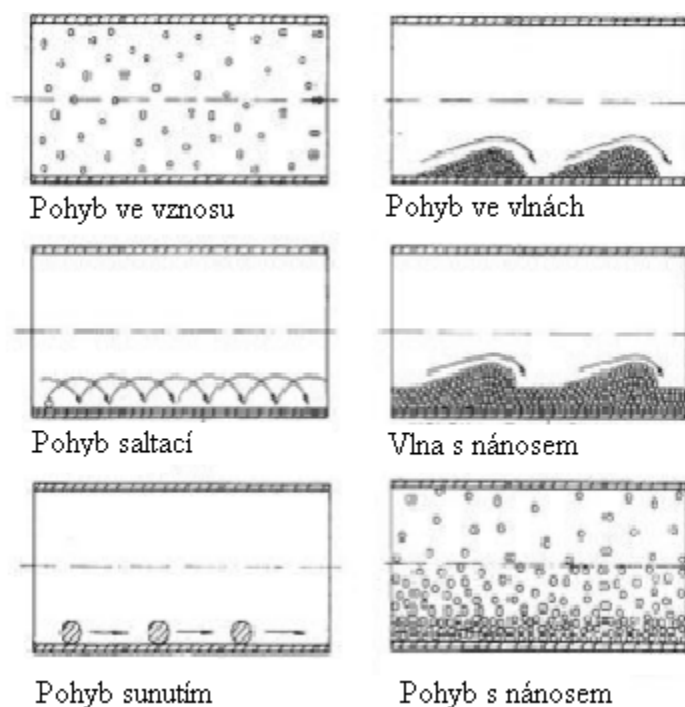 Pohyb ve vznosu
Pohyb ve vlnách
Pohyb saltací
Vlna s nánosem
Pohyb sunutím
Pohyb s nánosem